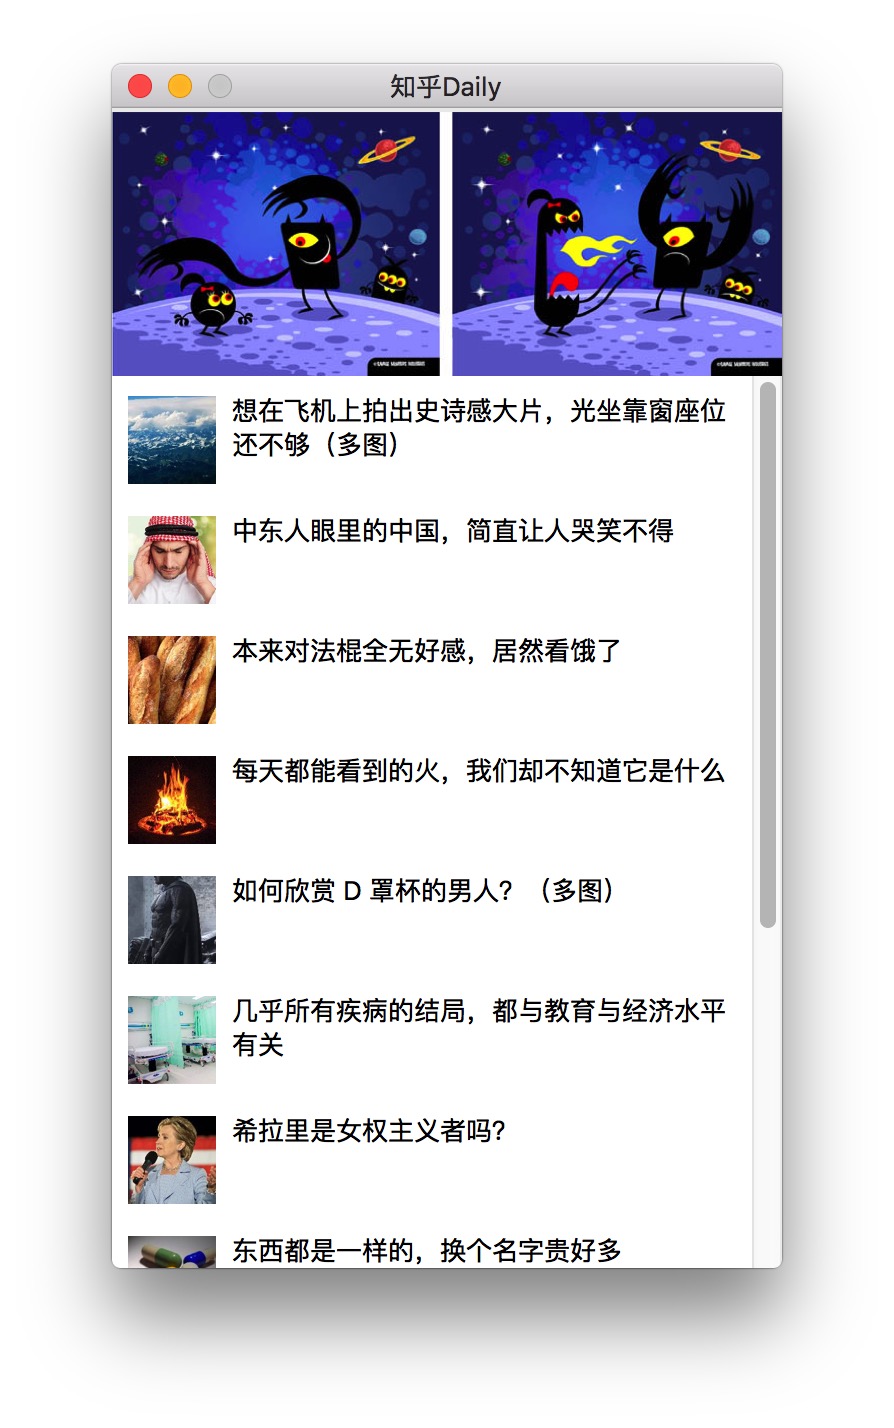 知乎Daily
想在飞机上拍出史诗感大片，光坐靠窗座位
还不够（多图）
中东人眼里的中国，简直让人哭笑不得
本来对法棍全无好感，居然看饿了
每天都能看到的火，我们却不知道它是什么
如何欣赏 D 罩杯的男人？（多图）
几乎所有疾病的结局，都与教育与经济水平
有关
希拉里是女权主义者吗？
东西都是一样的，换个名字贵好多